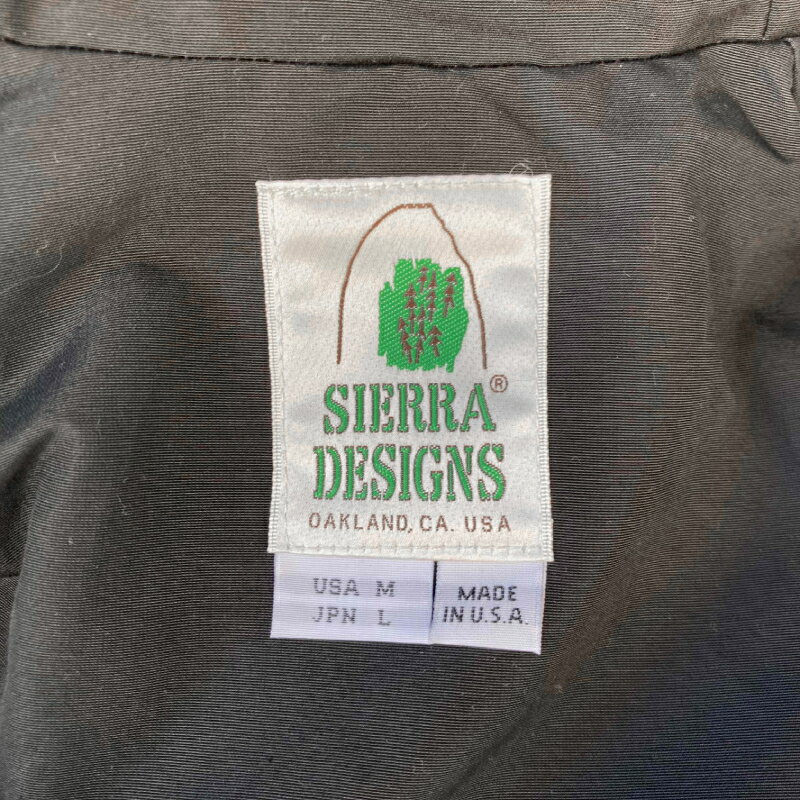 SIERRA®
DESIGNS
OAKLAND, CA. USA
USA M
JPN L
MADE
IN U.S.A.